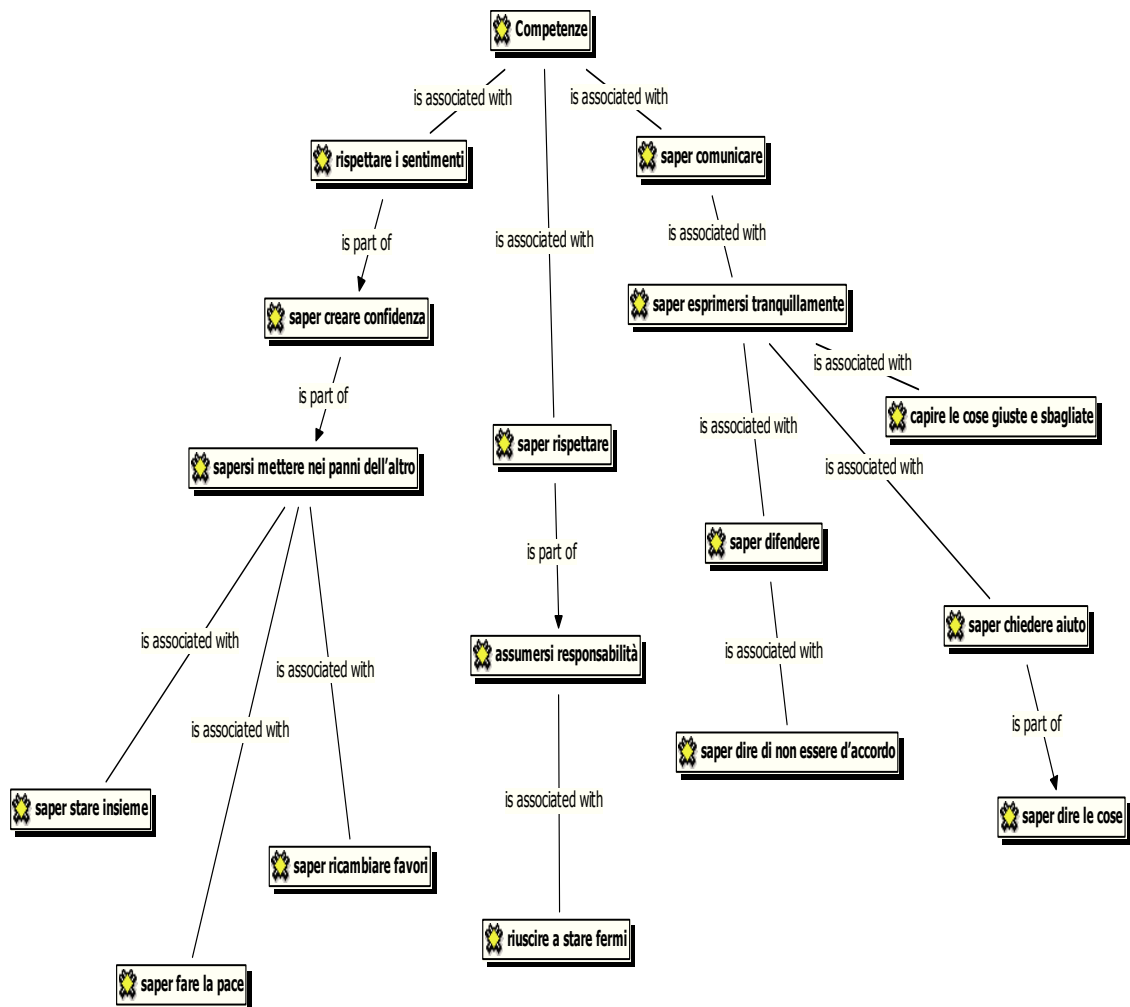 Competenze
is associated with
is associated with
rispettare i sentimenti
saper comunicare
is part of
is associated with
is associated with
saper creare confidenza
saper esprimersi tranquillamente
is associated with
is part of
capire le cose giuste e sbagliate
is associated with
saper rispettare
sapersi mettere nei panni dell'altro
is associated with
saper difendere
is part of
saper chiedere aiuto
is associated with
is associated with
assumersi responsabilità
is associated with
is associated with
is part of
saper dire di non essere d'accordo
saper stare insieme
is associated with
saper dire le cose
saper ricambiare favori
riuscire a stare fermi
saper fare la pace